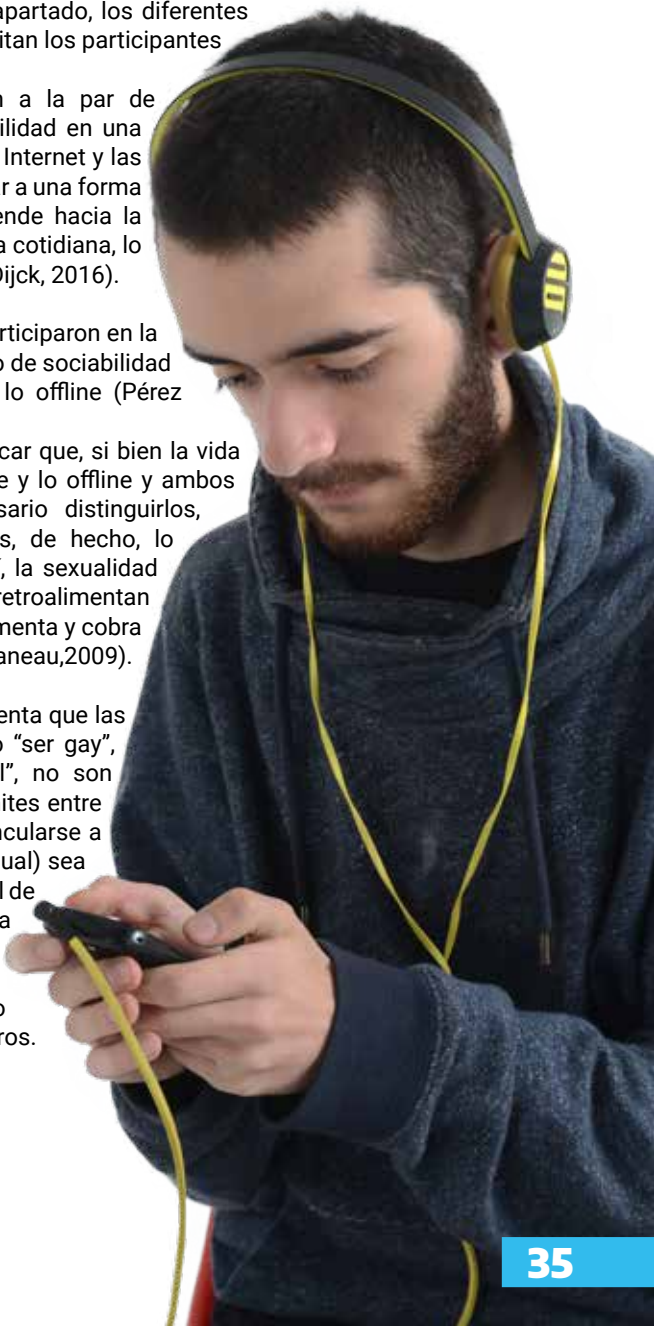 apartado, los diferentes
itan los participantes
a la par de
ilidad en una
Internet y las
r a una forma
ende hacia la
a cotidiana, lo
Dijck, 2016).
rticiparon en la
o de sociabilidad
lo offline (Pérez
car que, si bien la vida
e y lo offline y ambos
sario distinguirlos,
s, de hecho, lo
, la sexualidad
retroalimentan
menta y cobra
aneau,2009).
enta que las
o “ser gay”,
l”, no son
nites entre
ncularse a
ual) sea
l de
a
o
ros.
35